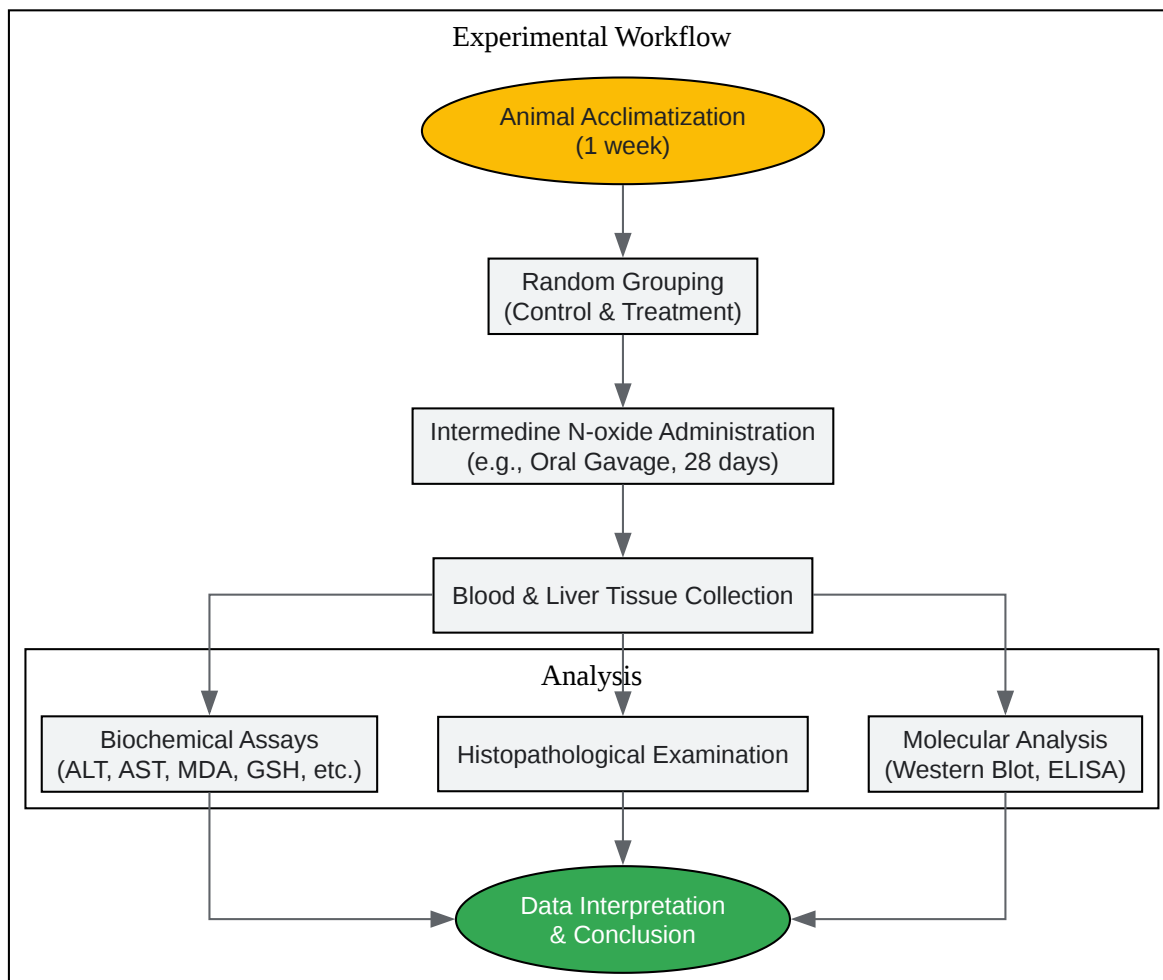 Experimental Workflow
Animal Acclimatization
(1 week)
Random Grouping
(Control & Treatment)
Intermedine N-oxide Administration
(e.g., Oral Gavage, 28 days)
Blood & Liver Tissue Collection
Analysis
Biochemical Assays
(ALT, AST, MDA, GSH, etc.)
Histopathological Examination
Molecular Analysis
(Western Blot, ELISA)
Data Interpretation
& Conclusion